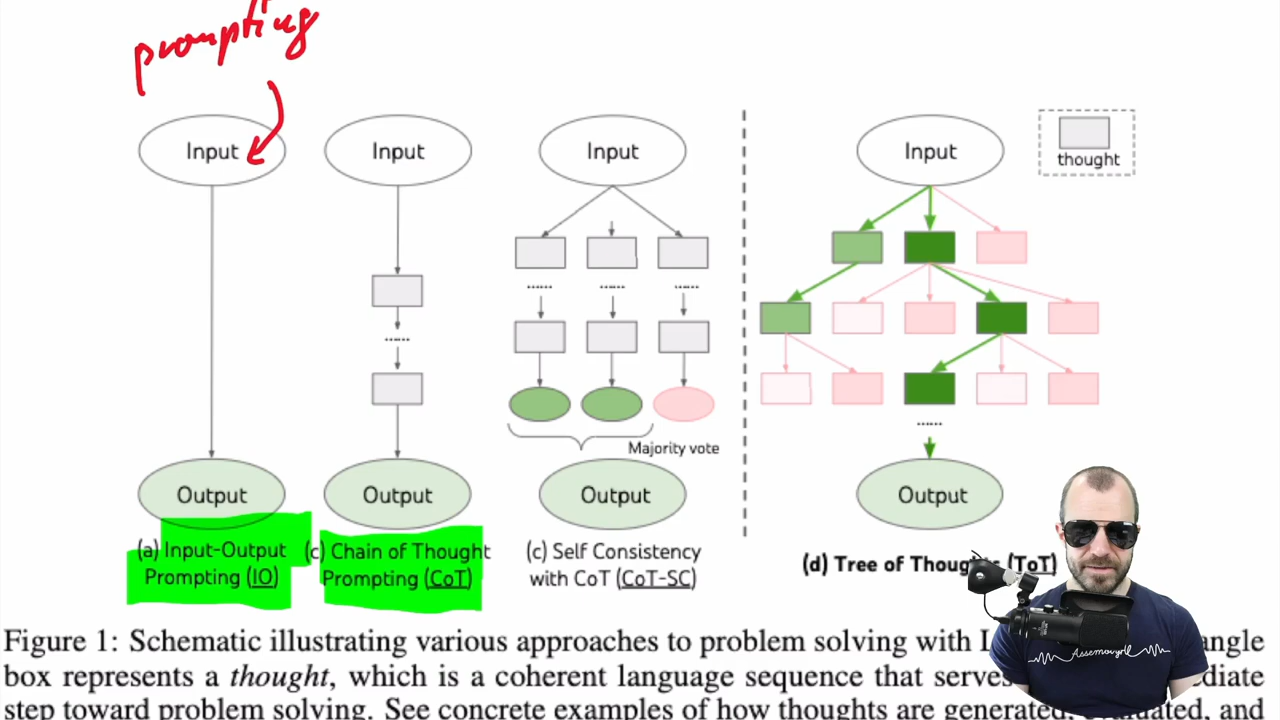 prompting
Input
Input
Input
Input
thought
Majority vote
Output
Output
Output
Output
(a) Input-Output
Prompting (IO)
(c) Chain of Thought
Prompting (CoT)
(c) Self Consistency
with CoT (CoT-SC)
(d) Tree of Thoughts (ToT)
Assemovyrll
Figure 1: Schematic illustrating various approaches to problem solving with angle
box represents a thought, which is a coherent language sequence that serves
step toward problem solving. See concrete examples of how thoughts are generated, and